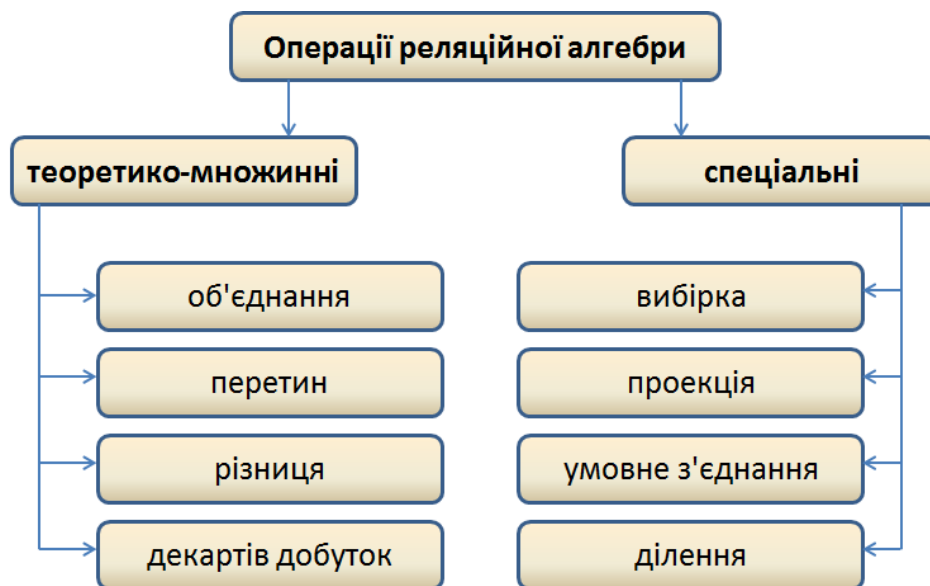 Операції реляційної алгебри
теоретико-множинні
спеціальні
об'єднання
вибірка
перетин
проекція
різниця
умовне з'єднання
декартів добуток
ділення